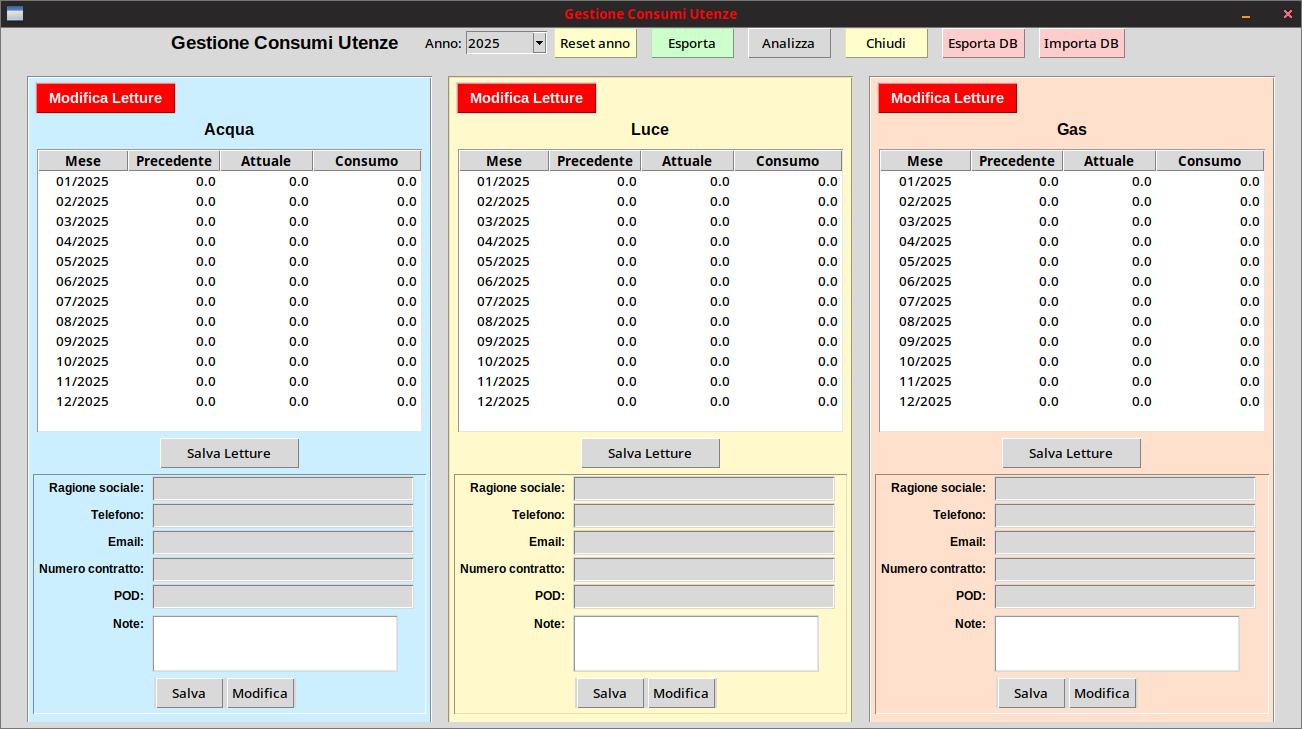 Gestione Consumi Utenze
Gestione Consumi Utenze Anno: 2025 Reset anno Esporta Analizza Chiudi Esporta DB Importa DB
Modifica Letture
Acqua
Mese Precedente Attuale Consumo
01/2025 0.0 0.0 0.0
02/2025 0.0 0.0 0.0
03/2025 0.0 0.0 0.0
04/2025 0.0 0.0 0.0
05/2025 0.0 0.0 0.0
06/2025 0.0 0.0 0.0
07/2025 0.0 0.0 0.0
08/2025 0.0 0.0 0.0
09/2025 0.0 0.0 0.0
10/2025 0.0 0.0 0.0
11/2025 0.0 0.0 0.0
12/2025 0.0 0.0 0.0
Salva Letture
Ragione sociale:
Telefono:
Email:
Numero contratto:
POD:
Note:
Salva Modifica
Modifica Letture
Luce
Mese Precedente Attuale Consumo
01/2025 0.0 0.0 0.0
02/2025 0.0 0.0 0.0
03/2025 0.0 0.0 0.0
04/2025 0.0 0.0 0.0
05/2025 0.0 0.0 0.0
06/2025 0.0 0.0 0.0
07/2025 0.0 0.0 0.0
08/2025 0.0 0.0 0.0
09/2025 0.0 0.0 0.0
10/2025 0.0 0.0 0.0
11/2025 0.0 0.0 0.0
12/2025 0.0 0.0 0.0
Salva Letture
Ragione sociale:
Telefono:
Email:
Numero contratto:
POD:
Note:
Salva Modifica
Modifica Letture
Gas
Mese Precedente Attuale Consumo
01/2025 0.0 0.0 0.0
02/2025 0.0 0.0 0.0
03/2025 0.0 0.0 0.0
04/2025 0.0 0.0 0.0
05/2025 0.0 0.0 0.0
06/2025 0.0 0.0 0.0
07/2025 0.0 0.0 0.0
08/2025 0.0 0.0 0.0
09/2025 0.0 0.0 0.0
10/2025 0.0 0.0 0.0
11/2025 0.0 0.0 0.0
12/2025 0.0 0.0 0.0
Salva Letture
Ragione sociale:
Telefono:
Email:
Numero contratto:
POD:
Note:
Salva Modifica